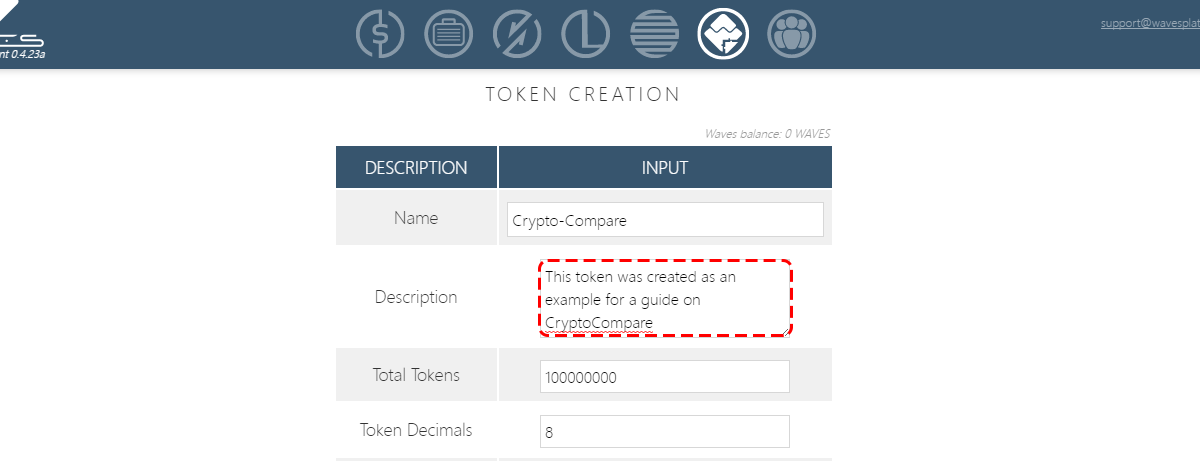 support@wavesplat
nt 0.4.23a
TOKEN CREATION
Waves balance: 0 WAVES
DESCRIPTION INPUT
Name Crypto-Compare
Description
This token was created as an
example for a guide on
CryptoCompare
Total Tokens 100000000
Token Decimals 8